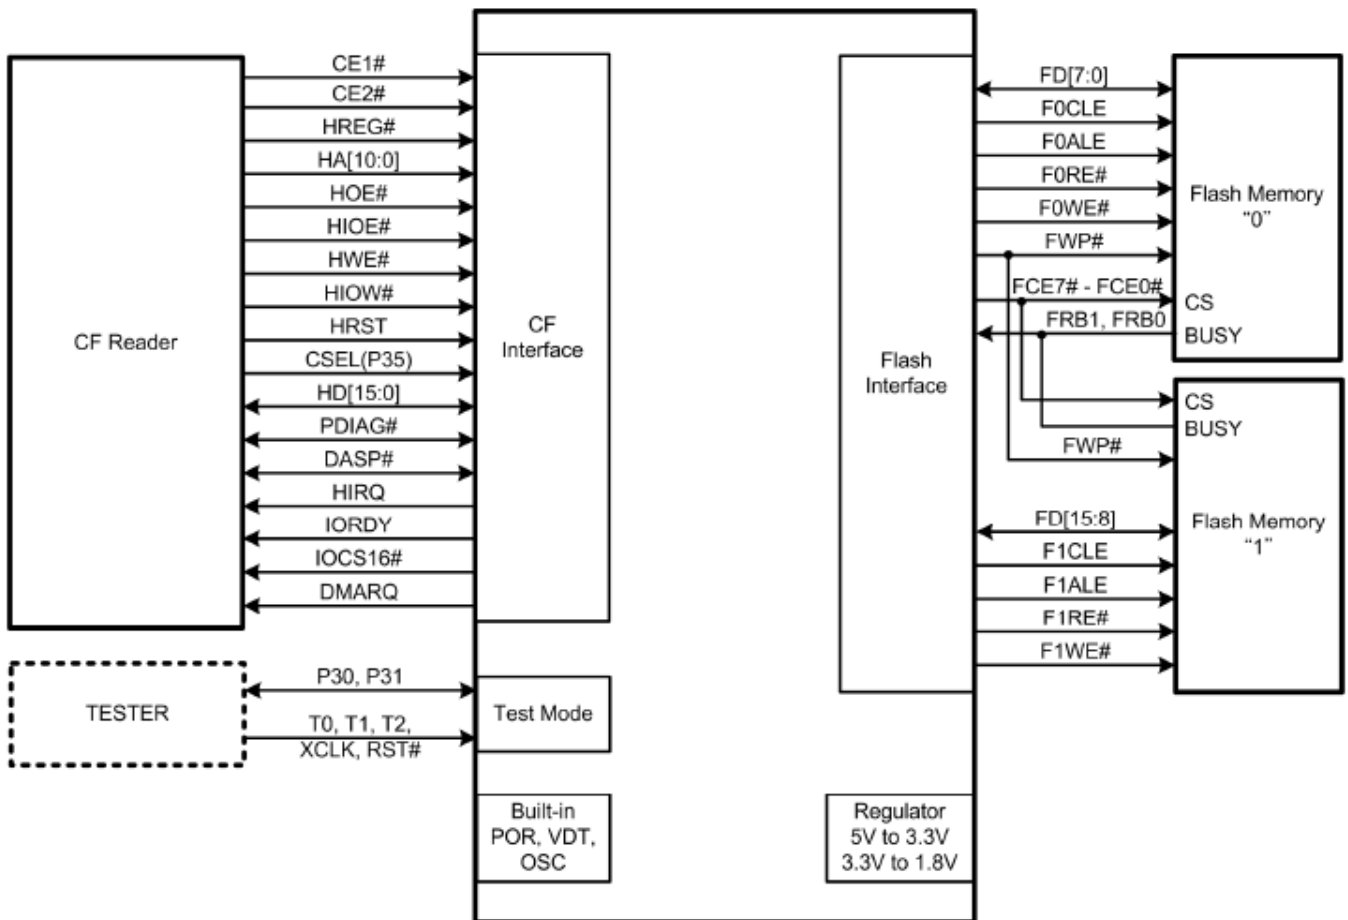 CF Reader
CE1#
CE2#
HREG#
HA[10:0]
HOE#
HIOE#
HWE#
HIOW#
HRST
CSEL(P35)
HD[15:0]
PDIAG#
DASP#
HIRQ
IORDY
IOCS16#
DMARQ
CF
Interface
TESTER
P30, P31
T0, T1, T2,
XCLK, RST#
Test Mode
Built-in
POR, VDT,
OSC
Regulator
5V to 3.3V
3.3V to 1.8V
Flash
Interface
FD[7:0]
F0CLE
F0ALE
F0RE#
F0WE#
FWP#
FCE7# - FCE0#
FRB1, FRB0
Flash Memory
“0”
CS
BUSY
CS
BUSY
FWP#
FD[15:8]
F1CLE
F1ALE
F1RE#
F1WE#
Flash Memory
“1”